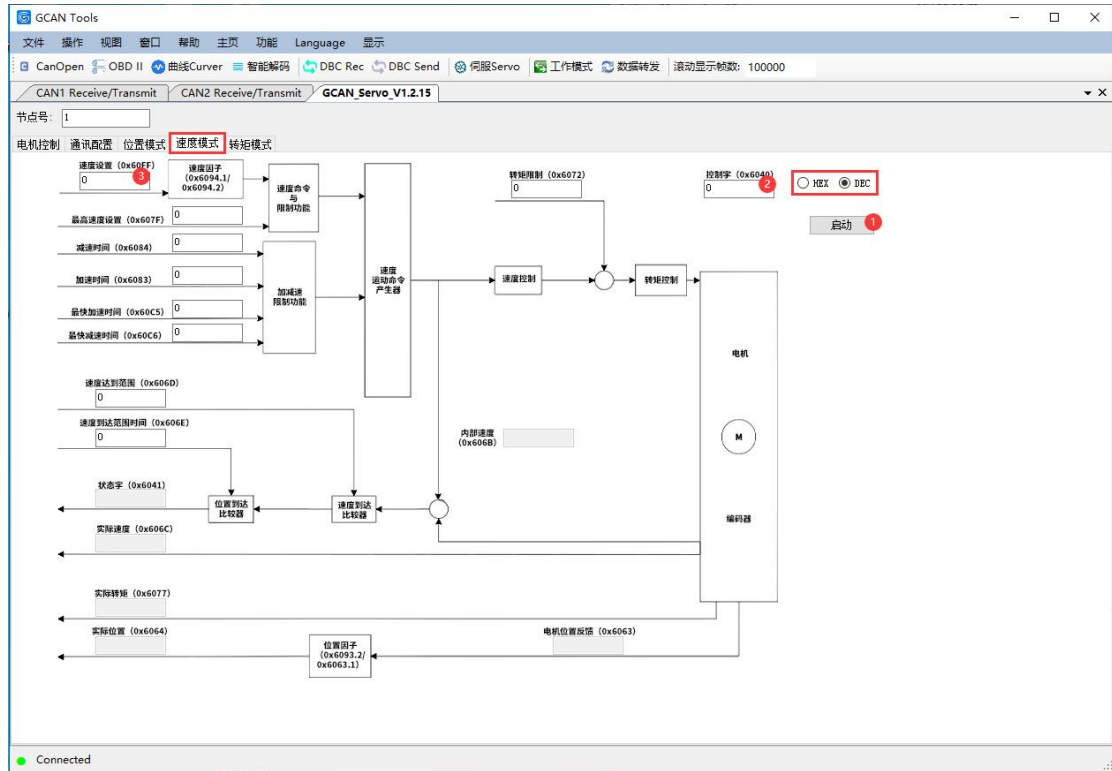 GCAN Tools
文件 操作 视图 窗口 帮助 主页 功能 Language 显示
CanOpen OBD II 曲线Curver 智能解码 DBC Rec DBC Send 伺服Servo 工作模式 数据转发 滚动显示帧数: 100000
CAN1 Receive/Transmit CAN2 Receive/Transmit GCAN_Servo_V1.2.15
节点号: 1
电机控制 通讯配置 位置模式 速度模式 转矩模式
速度设置 (0x60FF)
0
3
速度因子
(0x6094.1/
0x6094.2)
速度命令
与
限制功能
转矩限制 (0x6072)
0
控制字 (0x6040)
0
2
HEX DEC
启动 1
最高速度设置 (0x607F) 0
减速时间 (0x6084) 0
加速时间 (0x6083) 0
最快加速时间 (0x60C5) 0
最快减速时间 (0x60C6) 0
加减速
限制功能
速度
运动命令
产生器
速度控制
转矩控制
电机
M
编码器
速度达到范围 (0x606D)
0
速度到达范围时间 (0x606E)
0
内部速度
(0x606B)
状态字 (0x6041)
位置到达
比较器
速度到达
比较器
实际速度 (0x606C)
实际转矩 (0x6077)
实际位置 (0x6064)
位置因子
(0x6093.2/
0x6063.1)
电机位置反馈 (0x6063)
Connected